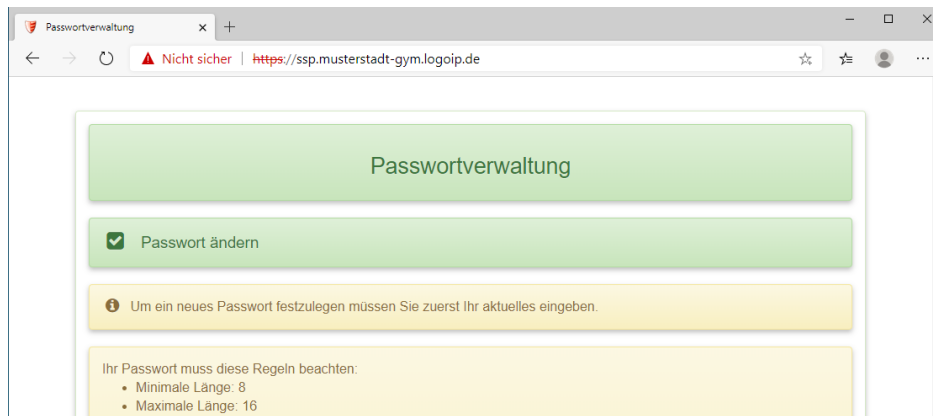 Passwortverwaltung
Nicht sicher | https://ssp.musterstadt-gym.logoip.de
Passwortverwaltung
Passwort ändern
Um ein neues Passwort festzulegen müssen Sie zuerst Ihr aktuelles eingeben.
Ihr Passwort muss diese Regeln beachten:
• Minimale Länge: 8
• Maximale Länge: 16